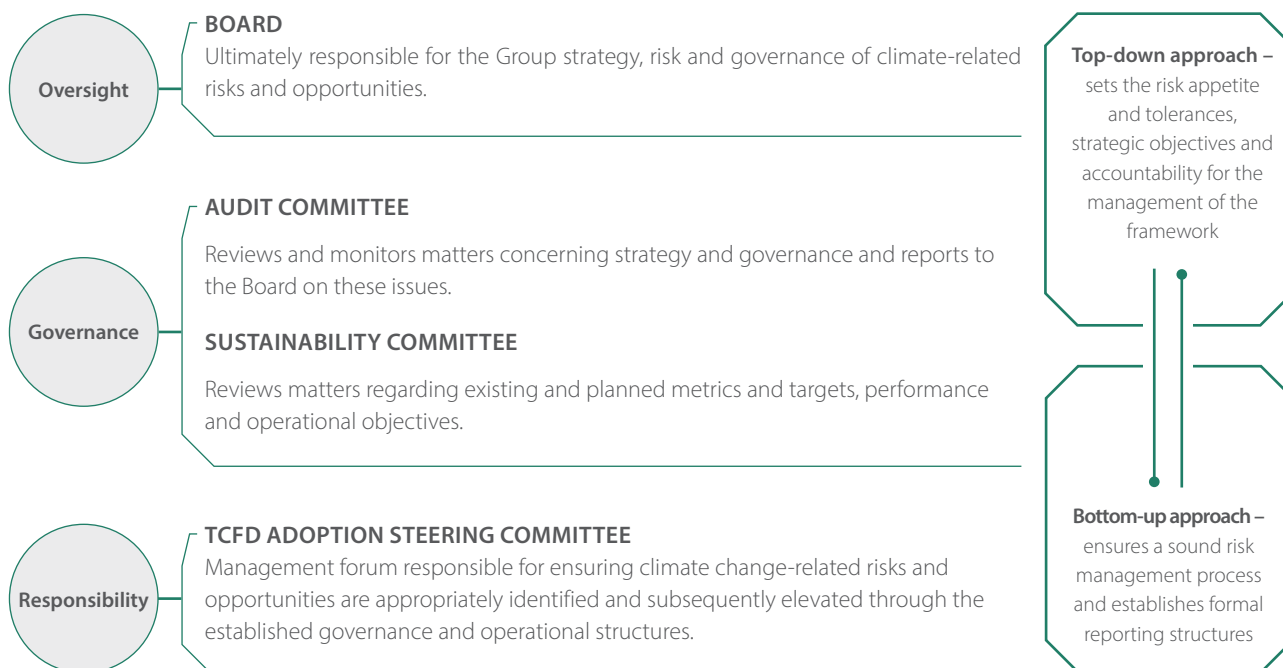 Oversight
BOARD
Ultimately responsible for the Group strategy, risk and governance of climate-related
risks and opportunities.
Governance
AUDIT COMMITTEE
Reviews and monitors matters concerning strategy and governance and reports to
the Board on these issues.
SUSTAINABILITY COMMITTEE
Reviews matters regarding existing and planned metrics and targets, performance
and operational objectives.
Responsibility
TCFD ADOPTION STEERING COMMITTEE
Management forum responsible for ensuring climate change-related risks and
opportunities are appropriately identified and subsequently elevated through the
established governance and operational structures.
Top-down approach –
sets the risk appetite
and tolerances,
strategic objectives and
accountability for the
management of the
framework
Bottom-up approach –
ensures a sound risk
management process
and establishes formal
reporting structures